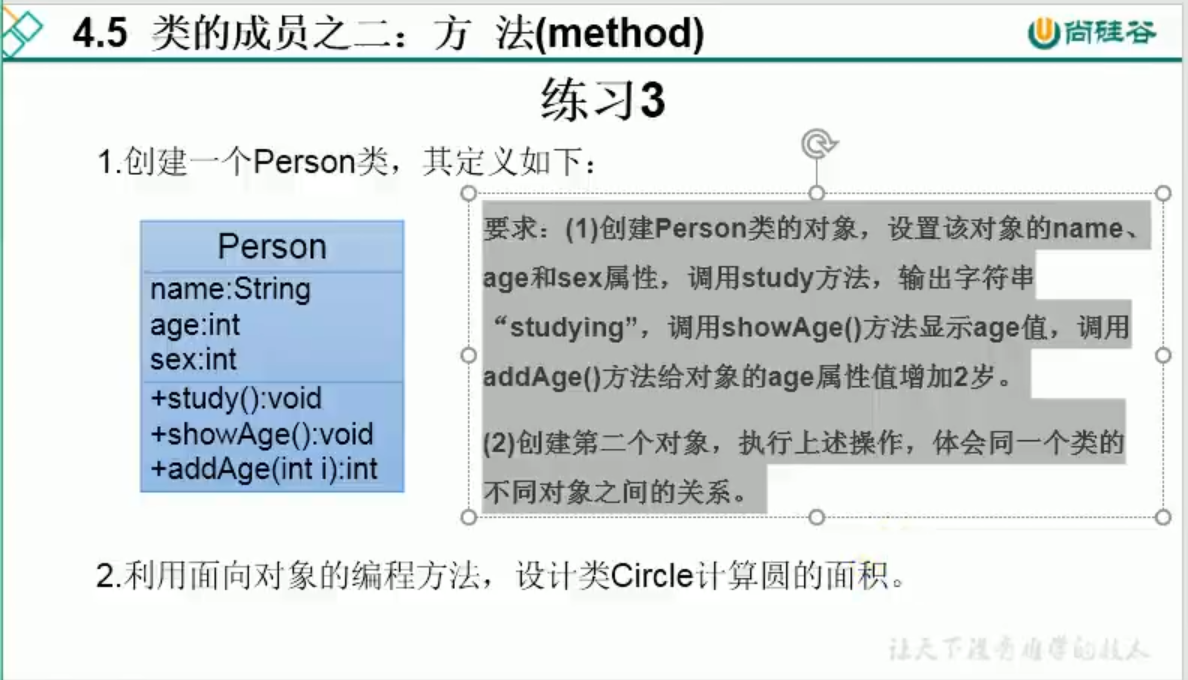 4.5 类的成员之二：方 法(method)
尚硅谷
练习3
1.创建一个Person类，其定义如下：
Person
name:String
age:int
sex:int
+study():void
+showAge():void
+addAge(int i):int
要求：(1)创建Person类的对象，设置该对象的name、
age和sex属性，调用study方法，输出字符串
“studying”，调用showAge()方法显示age值，调用
addAge()方法给对象的age属性值增加2岁。
(2)创建第二个对象，执行上述操作，体会同一个类的
不同对象之间的关系。
2.利用面向对象的编程方法，设计类Circle计算圆的面积。
让天下没有难学的技术